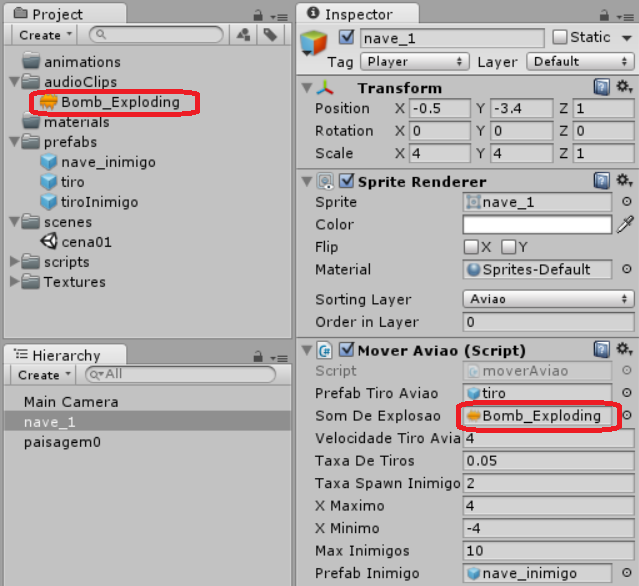 Project
Create
animations
audioClips
Bomb_Exploding
materials
prefabs
nave_inimigo
tiro
tiroInimigo
scenes
cena01
scripts
Textures
Hierarchy
Create All
Main Camera
nave_1
paisagem0
Inspector
nave_1 Static
Tag Player Layer Default
Transform
Position X -0.5 Y -3.4 Z 1
Rotation X 0 Y 0 Z 0
Scale X 4 Y 4 Z 1
Sprite Renderer
Sprite nave_1
Color
Flip X Y
Material Sprites-Default
Sorting Layer Aviao
Order in Layer 0
Mover Aviao (Script)
Script moverAviao
Prefab Tiro Aviao tiro
Som De Explosao Bomb_Exploding
Velocidade Tiro Avia 4
Taxa De Tiros 0.05
Taxa Spawn Inimigo 2
X Maximo 4
X Minimo -4
Max Inimigos 10
Prefab Inimigo nave_inimigo